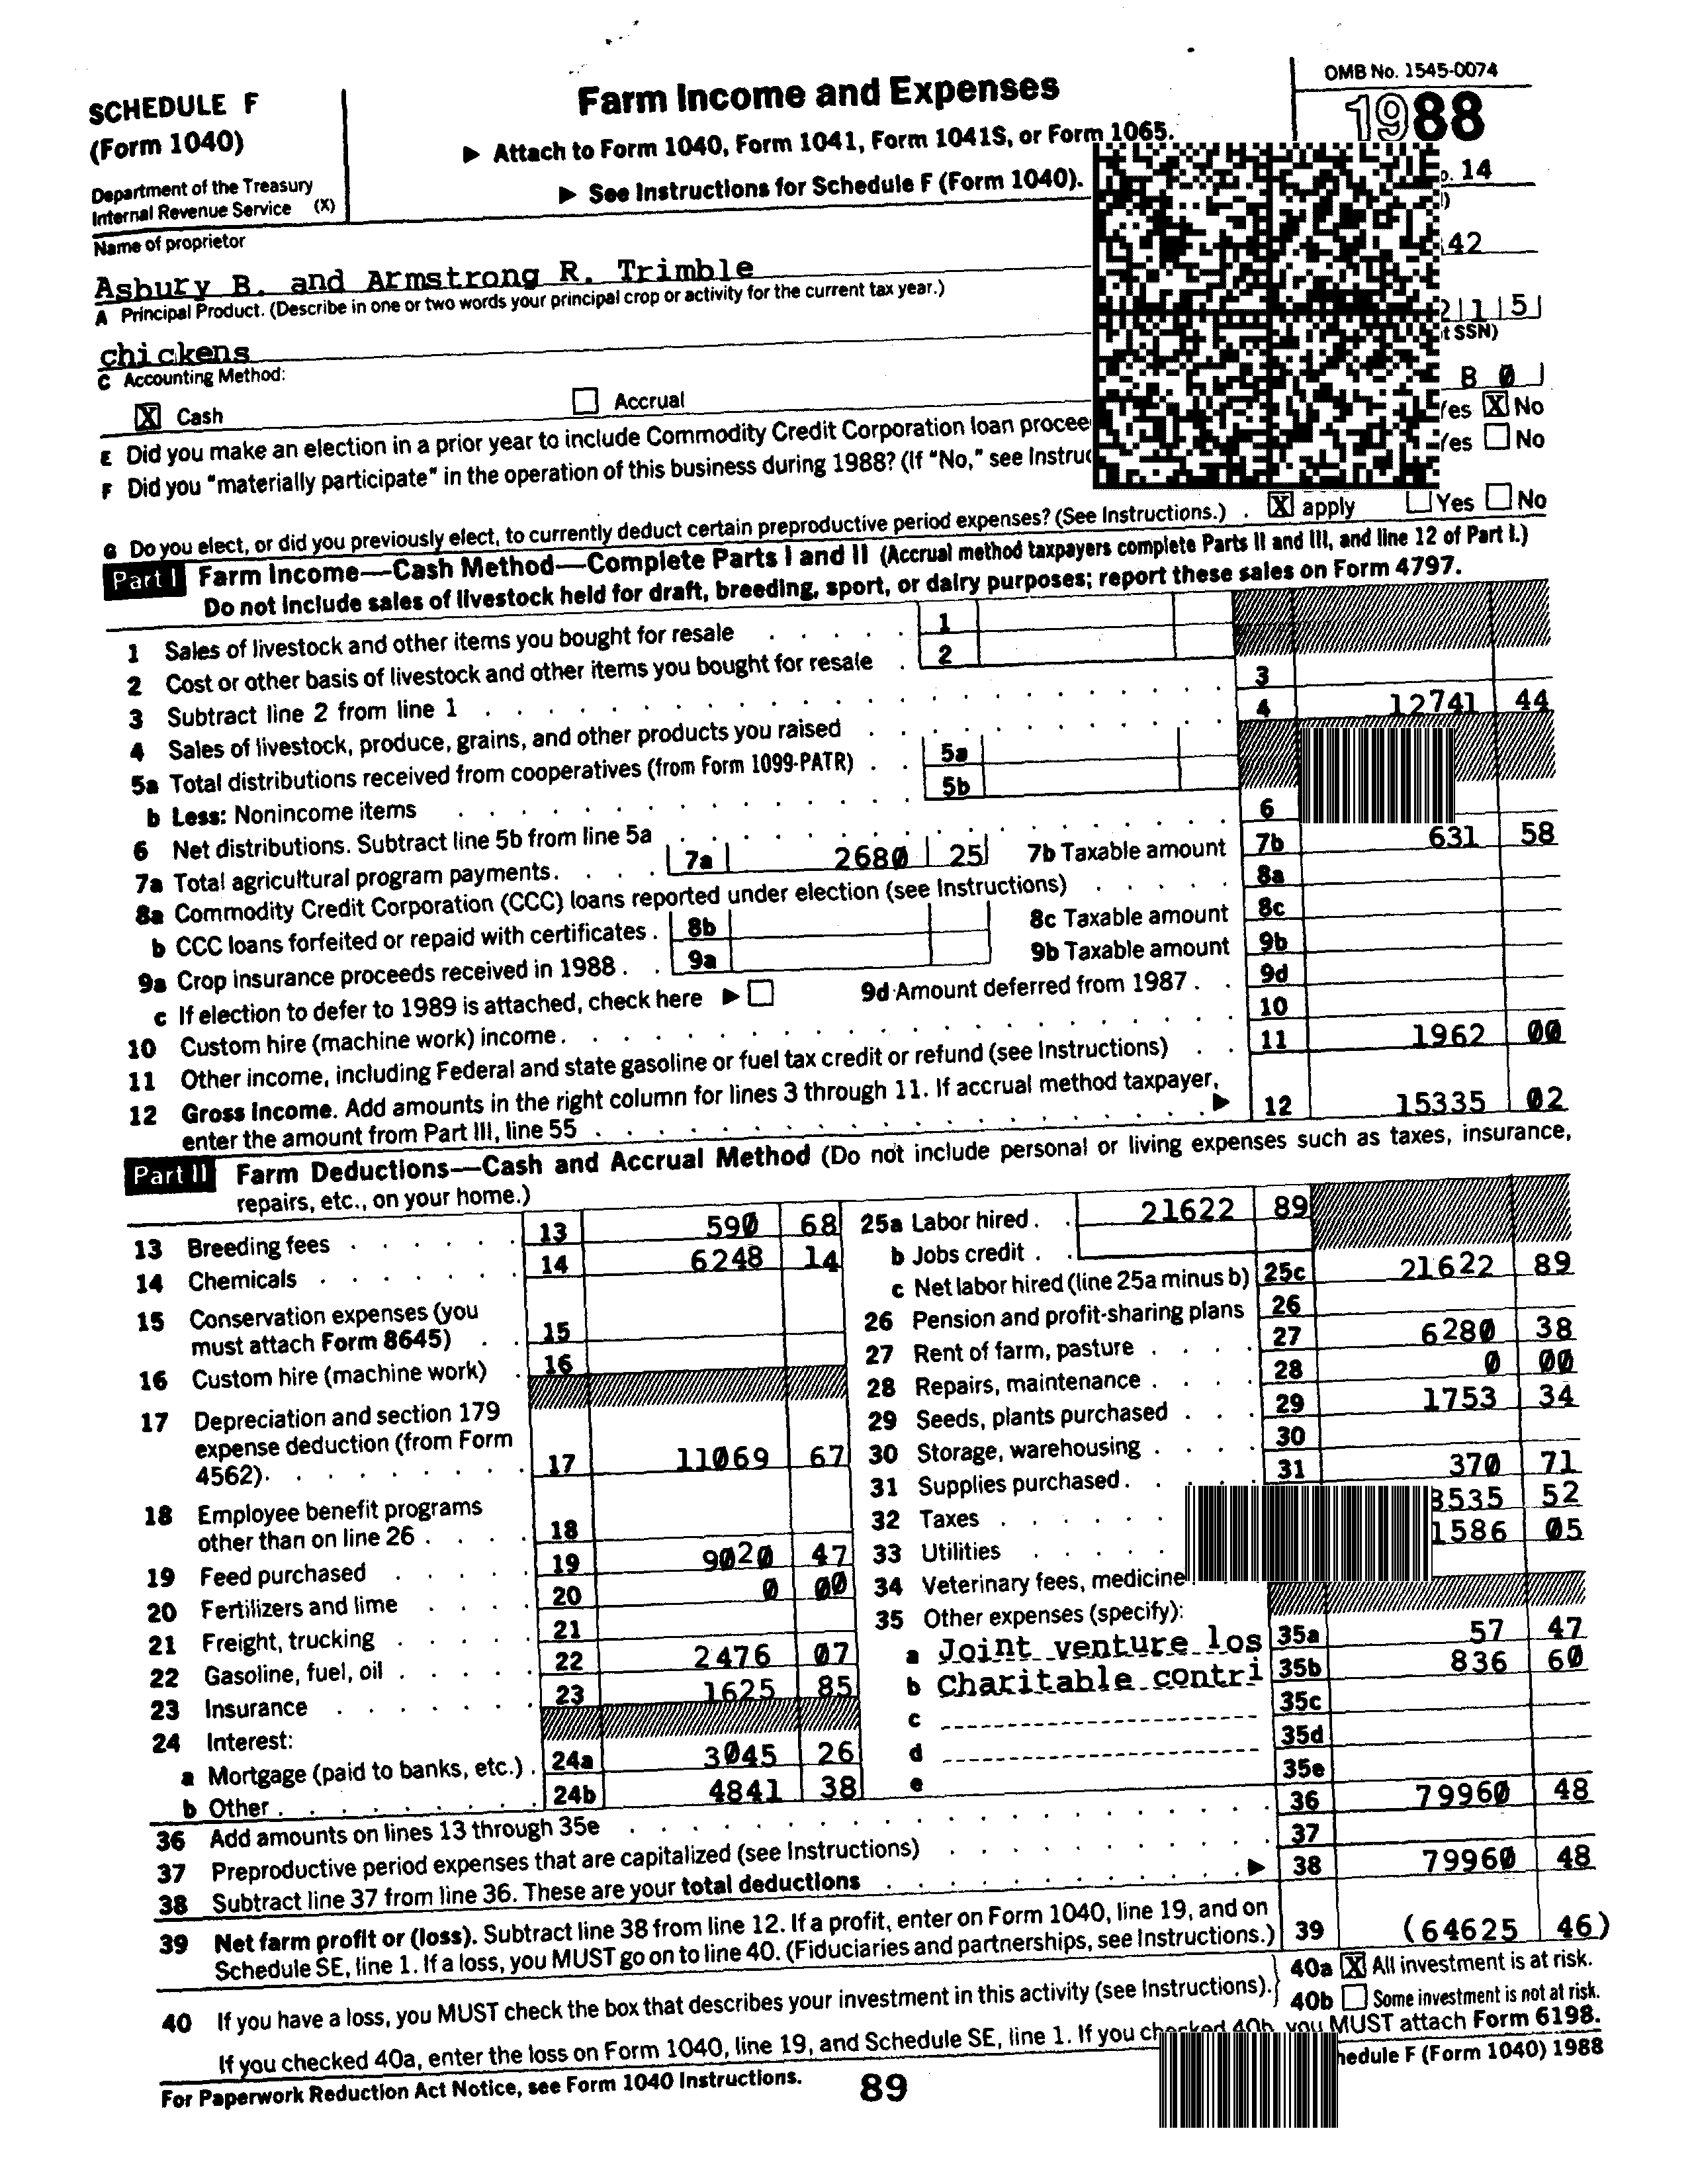 SCHEDULE F
(Form 1040)
Department of the Treasury
Internal Revenue Service (X)
Farm Income and Expenses
▶ Attach to Form 1040, Form 1041, Form 1041S, or Form 1065.
▶ See Instructions for Schedule F (Form 1040).
OMB No. 1545-0074
1988
14
Name of proprietor
Asbury B. and Armstrong R. Trimble
42
A Principal Product. (Describe in one or two words your principal crop or activity for the current tax year.)
chickens
2 1 5
SSN)
C Accounting Method:
B 0
X Cash Accrual
E Did you make an election in a prior year to include Commodity Credit Corporation loan X No
F Did you "materially participate" in the operation of this business during 1988? (If "No," see No
G Do you elect, or did you previously elect, to currently deduct certain preproductive period expenses? (See Instructions.) . X apply Yes No
Part I Farm Income—Cash Method—Complete Parts I and II (Accrual method taxpayers complete Parts II and III, and line 12 of Part I.)
Do not include sales of livestock held for draft, breeding, sport, or dairy purposes; report these sales on Form 4797.
1 Sales of livestock and other items you bought for resale 1
2 Cost or other basis of livestock and other items you bought for resale 2
3 Subtract line 2 from line 1 3
4 Sales of livestock, produce, grains, and other products you raised 4 12741 44
5a Total distributions received from cooperatives (from Form 1099-PATR) 5a
b Less: Nonincome items 5b
6 Net distributions. Subtract line 5b from line 5a 6
7a Total agricultural program payments. 7a 2680 25 7b Taxable amount 7b 631 58
8a Commodity Credit Corporation (CCC) loans reported under election (see Instructions) 8a
b CCC loans forfeited or repaid with certificates . 8b 8c Taxable amount 8c
9a Crop insurance proceeds received in 1988 . 9a 9b Taxable amount 9b
c If election to defer to 1989 is attached, check here ▶ 9d Amount deferred from 1987 . 9d
10 Custom hire (machine work) income. 10
11 Other income, including Federal and state gasoline or fuel tax credit or refund (see Instructions) 11 1962 00
12 Gross income. Add amounts in the right column for lines 3 through 11. If accrual method taxpayer,
enter the amount from Part III, line 55 ▶ 12 15335 02
Part II Farm Deductions—Cash and Accrual Method (Do not include personal or living expenses such as taxes, insurance,
repairs, etc., on your home.)
13 Breeding fees 13 590 68
14 Chemicals 14 6248 14
15 Conservation expenses (you
must attach Form 8645) 15
16 Custom hire (machine work) 16
17 Depreciation and section 179
expense deduction (from Form
4562). 17 11069 67
18 Employee benefit programs
other than on line 26 . 18
19 Feed purchased 19 9020 47
20 Fertilizers and lime 20 0 00
21 Freight, trucking 21
22 Gasoline, fuel, oil 22 2476 07
23 Insurance 23 1625 85
24 Interest:
a Mortgage (paid to banks, etc.) . 24a 3045 26
b Other . 24b 4841 38
25a Labor hired . 21622 89
b Jobs credit .
c Net labor hired (line 25a minus b) 25c 21622 89
26 Pension and profit-sharing plans 26
27 Rent of farm, pasture 27 6280 38
28 Repairs, maintenance 28 0 00
29 Seeds, plants purchased 29 1753 34
30 Storage, warehousing 30
31 Supplies purchased. 31 370 71
32 Taxes 8535 52
33 Utilities 1586 05
34 Veterinary fees, medicine
35 Other expenses (specify):
a Joint venture los 35a 57 47
b Charitable contri 35b 836 60
c 35c
d 35d
e 35e
36 Add amounts on lines 13 through 35e 36 79960 48
37 Preproductive period expenses that are capitalized (see Instructions) 37
38 Subtract line 37 from line 36. These are your total deductions ▶ 38 79960 48
39 Net farm profit or (loss). Subtract line 38 from line 12. If a profit, enter on Form 1040, line 19, and on
Schedule SE, line 1. If a loss, you MUST go on to line 40. (Fiduciaries and partnerships, see Instructions.) 39 (64625 46)
40 If you have a loss, you MUST check the box that describes your investment in this activity (see Instructions). 40a X All investment is at risk.
40b Some investment is not at risk.
If you checked 40a, enter the loss on Form 1040, line 19, and Schedule SE, line 1. If you checked 40b, you MUST attach Form 6198.
For Paperwork Reduction Act Notice, see Form 1040 Instructions. 89 F (Form 1040) 1988